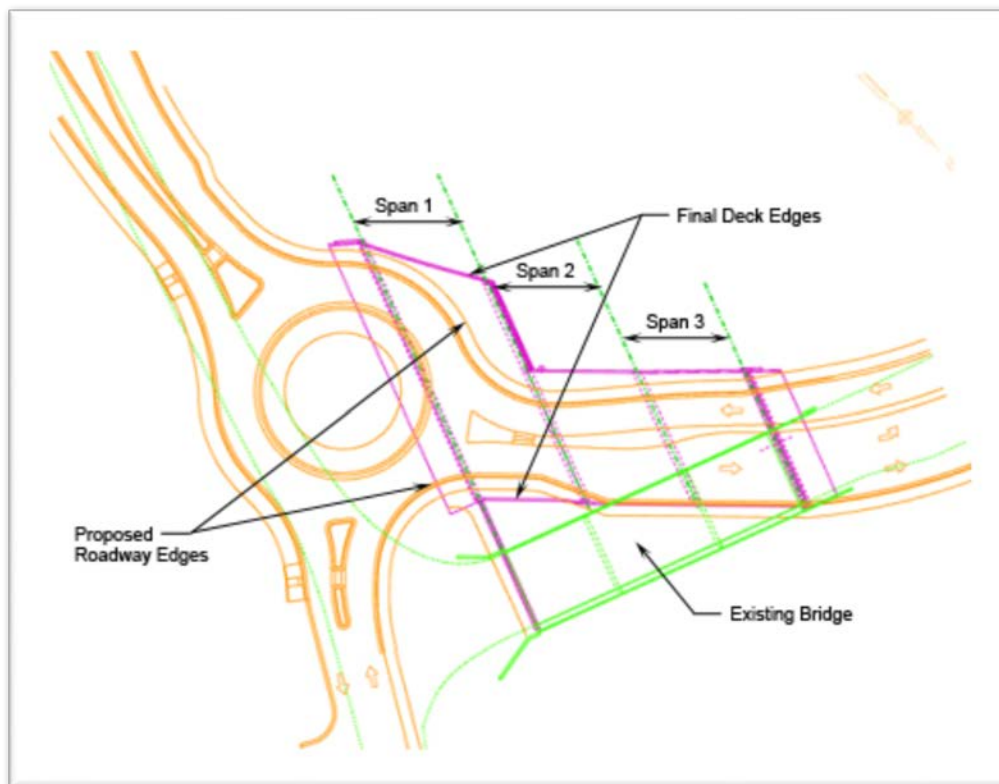 Span 1
Final Deck Edges
Span 2
Span 3
Proposed
Roadway Edges
Existing Bridge